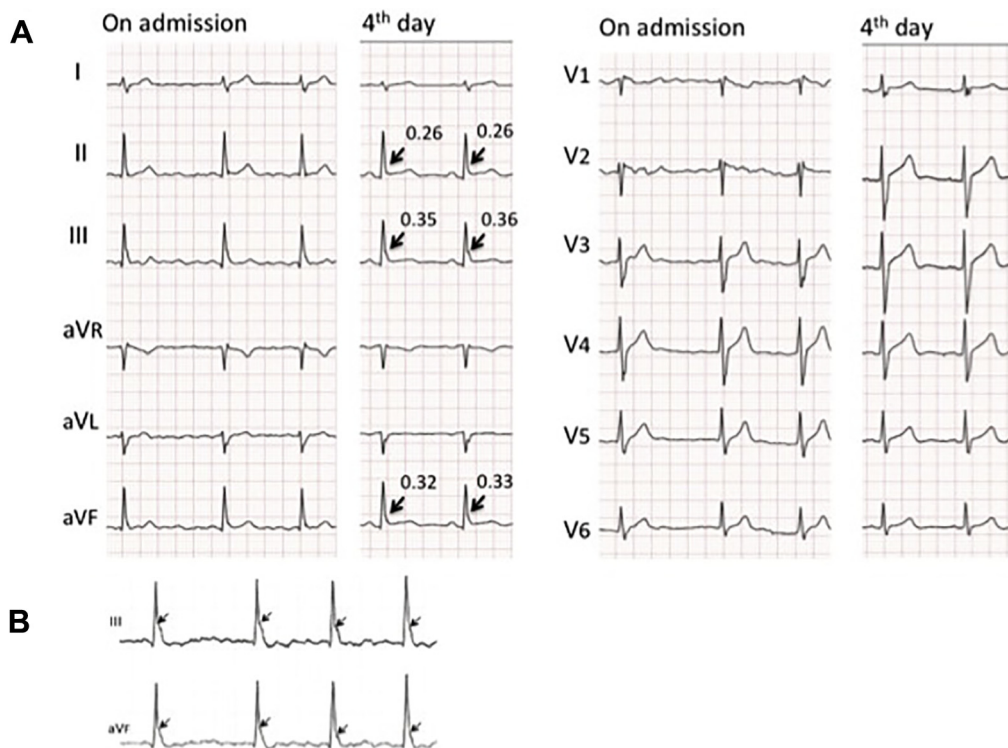 A
On admission
4th day
On admission
4th day
I
II
III
aVR
aVL
aVF
0.26
0.26
0.35
0.36
0.32
0.33
V1
V2
V3
V4
V5
V6
B
III
aVF